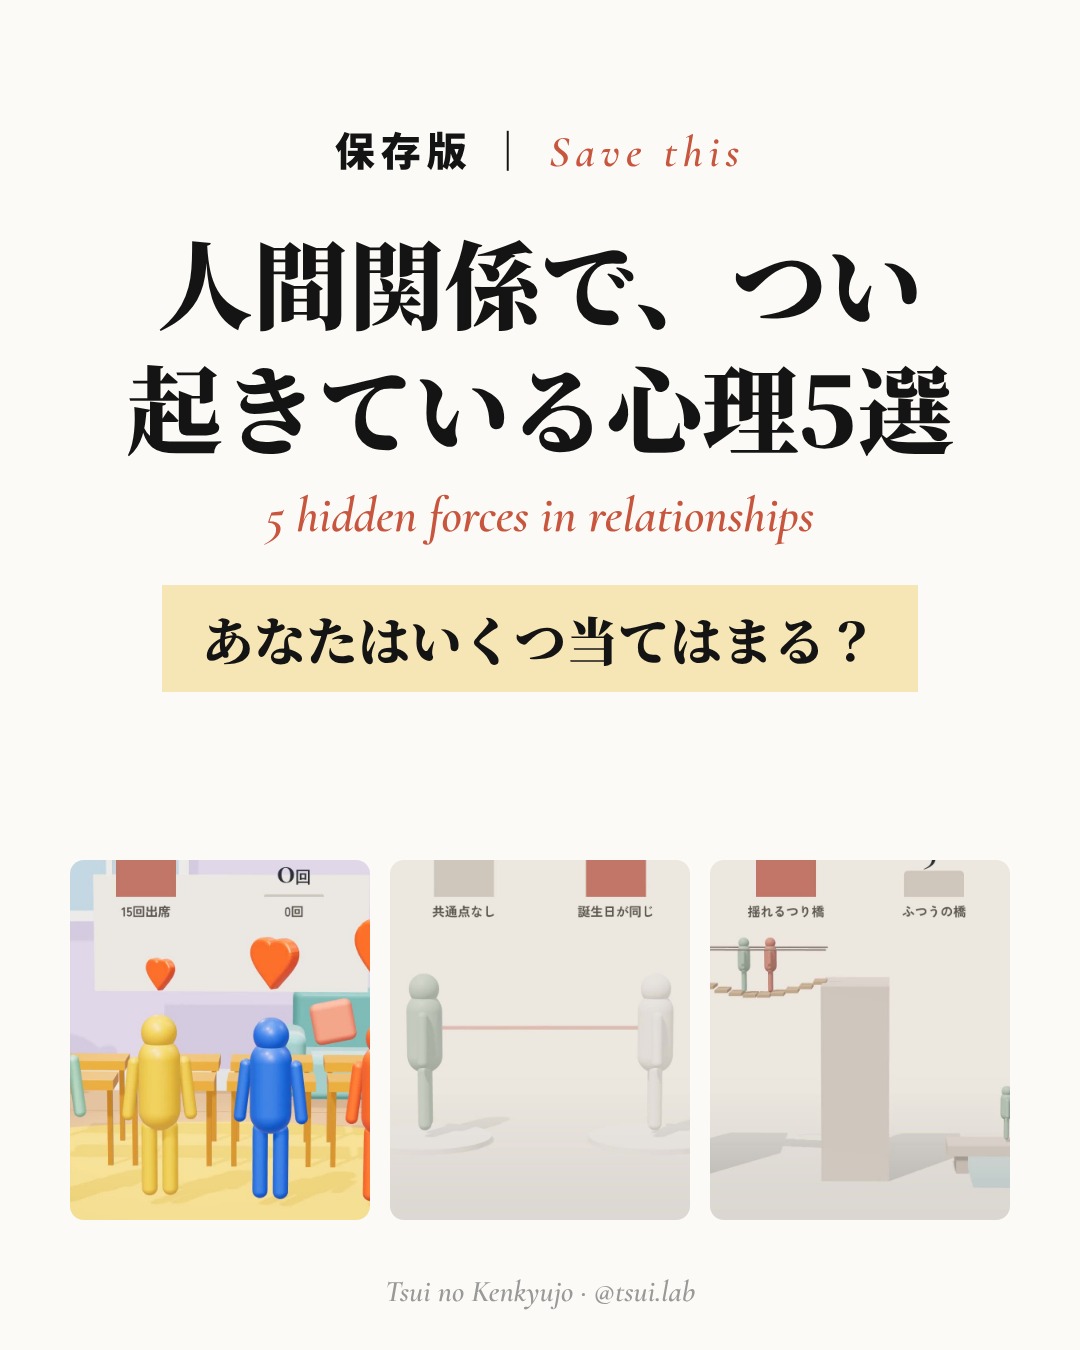 保存版 | Save this
人間関係で、つい
起きている心理5選
5 hidden forces in relationships
あなたはいくつ当てはまる？
0回
15回出席
0回
共通点なし
誕生日が同じ
揺れるつり橋
ふつうの橋
Tsui no Kenkyujo · @tsui.lab